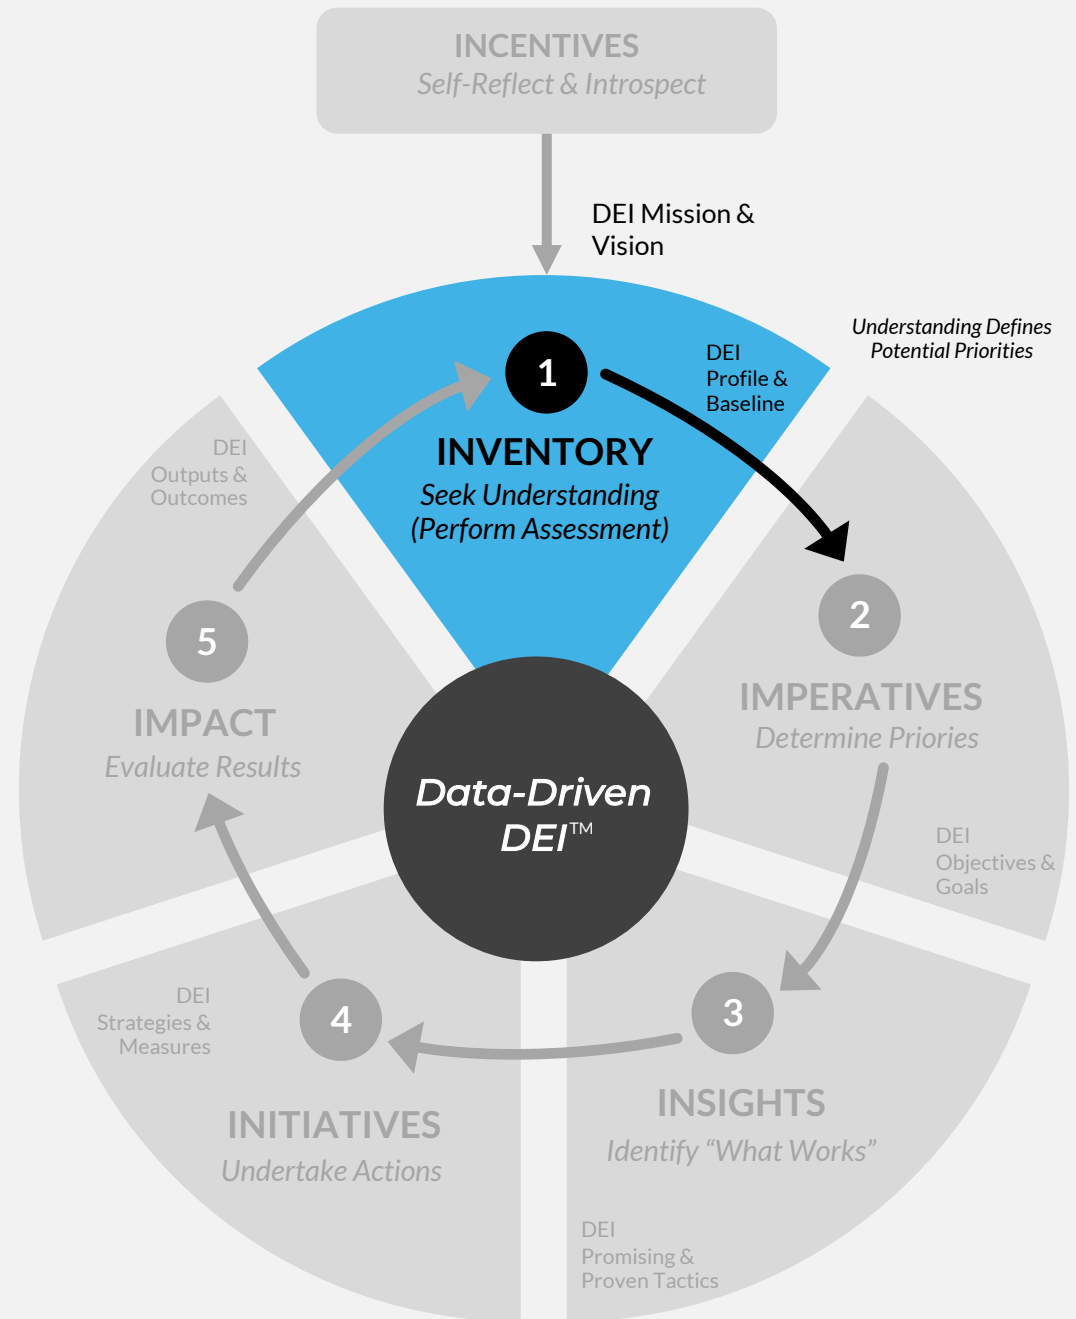 INCENTIVES
Self-Reflect & Introspect
DEI Mission &
Vision
Understanding Defines
Potential Priorities
1
DEI
Profile &
Baseline
INVENTORY
Seek Understanding
(Perform Assessment)
2
IMPERATIVES
Determine Priories
DEI
Objectives &
Goals
3
INSIGHTS
Identify “What Works”
DEI
Promising &
Proven Tactics
4
INITIATIVES
Undertake Actions
DEI
Strategies &
Measures
5
IMPACT
Evaluate Results
DEI
Outputs &
Outcomes
Data-Driven
DEI™